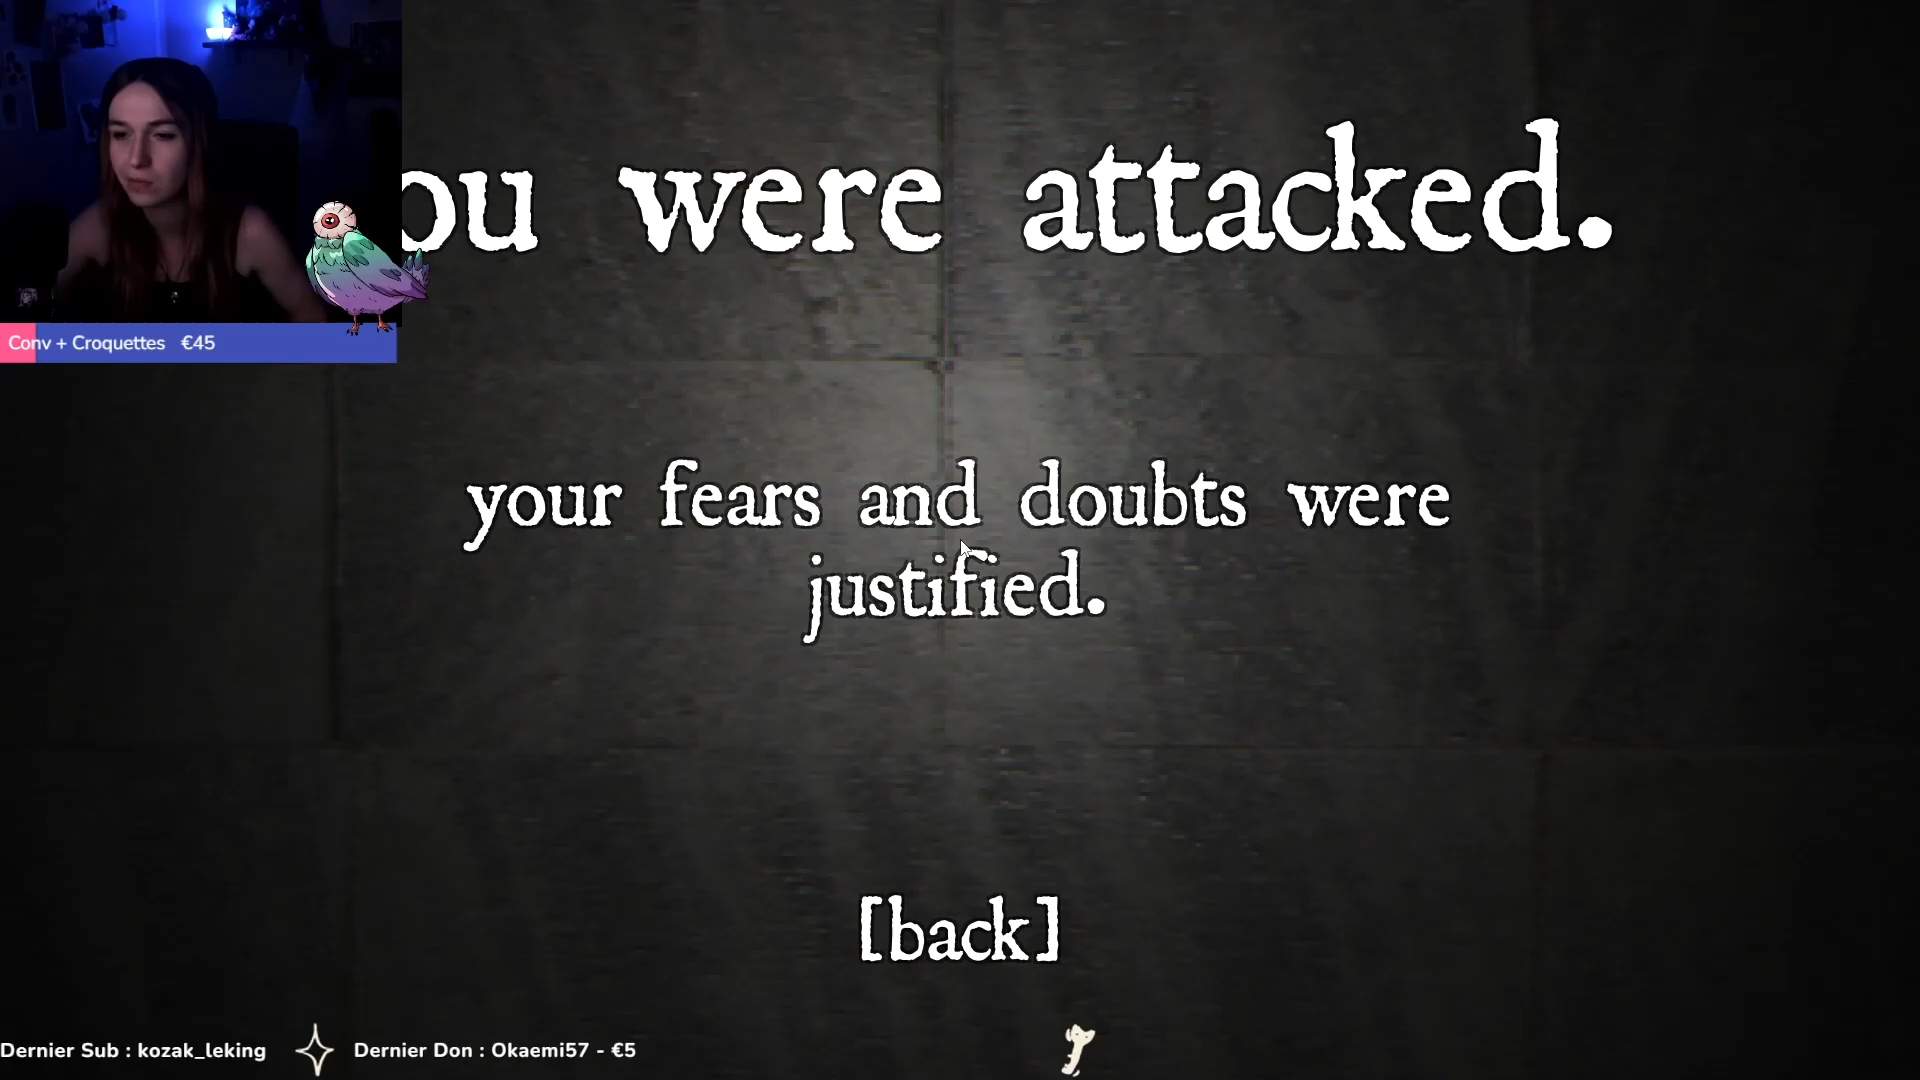 ou were attacked.
Conv + Croquettes €45
your fears and doubts were
justified.
[back]
Dernier Sub : kozak_leking Dernier Don : Okaemi57 - €5